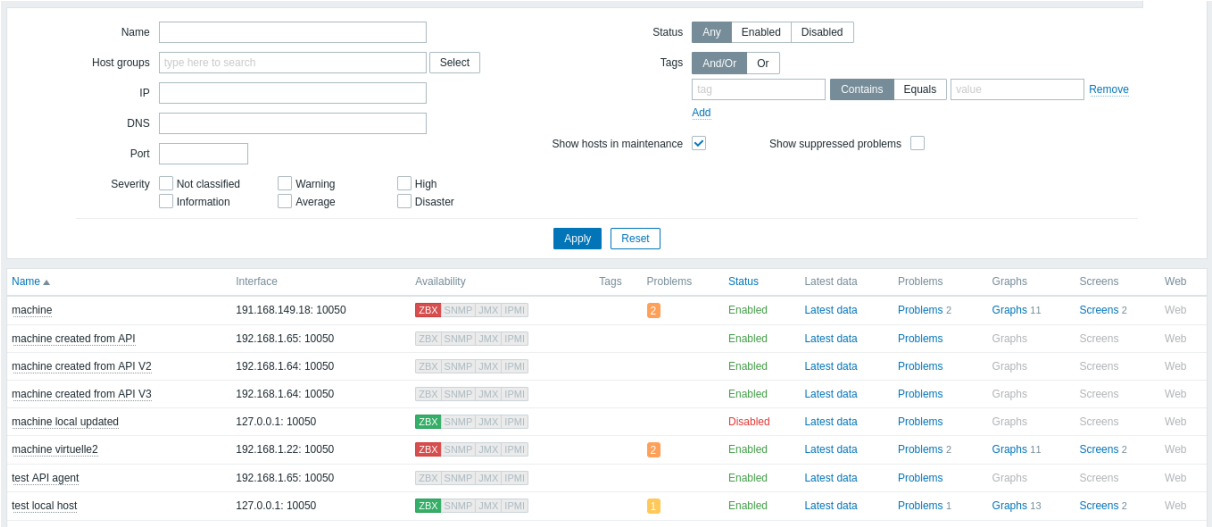 Name Status Any Enabled Disabled
Host groups type here to search Select Tags And/Or Or
IP tag Contains Equals value Remove
DNS Add
Port Show hosts in maintenance Show suppressed problems
Severity Not classified Warning High
Information Average Disaster
Apply Reset
Name Interface Availability Tags Problems Status Latest data Problems Graphs Screens Web
machine 191.168.149.18: 10050 ZBX SNMP JMX IPMI 2 Enabled Latest data Problems 2 Graphs 11 Screens 2 Web
machine created from API 192.168.1.65: 10050 ZBX SNMP JMX IPMI Enabled Latest data Problems Graphs Screens Web
machine created from API V2 192.168.1.64: 10050 ZBX SNMP JMX IPMI Enabled Latest data Problems Graphs Screens Web
machine created from API V3 192.168.1.64: 10050 ZBX SNMP JMX IPMI Enabled Latest data Problems Graphs Screens Web
machine local updated 127.0.0.1: 10050 ZBX SNMP JMX IPMI Disabled Latest data Problems Graphs Screens Web
machine virtuelle2 192.168.1.22: 10050 ZBX SNMP JMX IPMI 2 Enabled Latest data Problems 2 Graphs 11 Screens 2 Web
test API agent 192.168.1.65: 10050 ZBX SNMP JMX IPMI Enabled Latest data Problems Graphs Screens Web
test local host 127.0.0.1: 10050 ZBX SNMP JMX IPMI 1 Enabled Latest data Problems 1 Graphs 13 Screens 2 Web